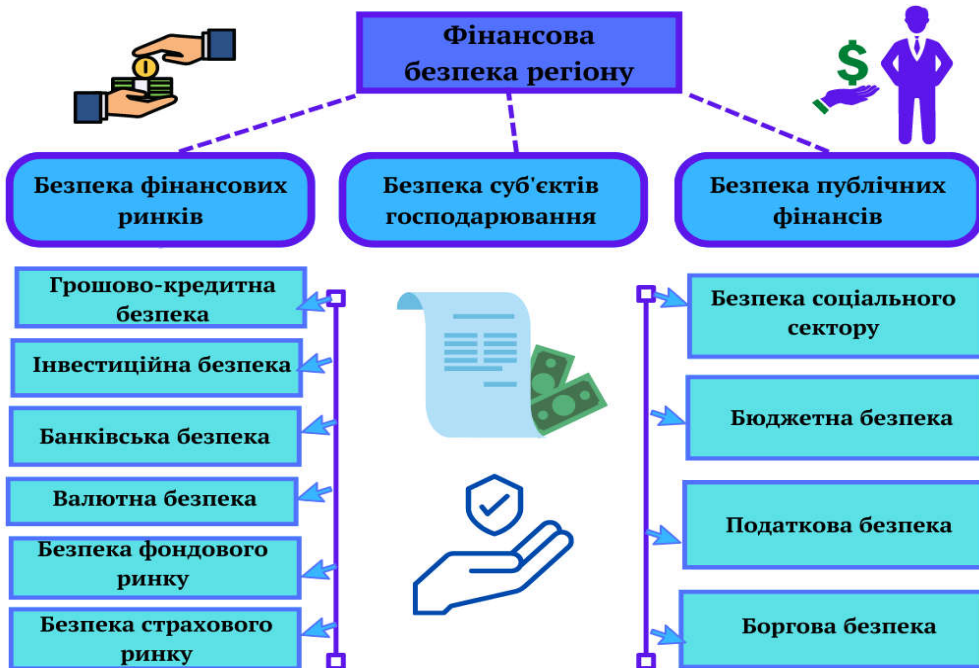 Фінансова
безпека регіону
$
Безпека фінансових
ринків
Безпека суб'єктів
господарювання
Безпека публічних
фінансів
Грошово-кредитна
безпека
Інвестиційна безпека
Банківська безпека
Валютна безпека
Безпека фондового
ринку
Безпека страхового
ринку
Безпека соціального
сектору
Бюджетна безпека
Податкова безпека
Боргова безпека